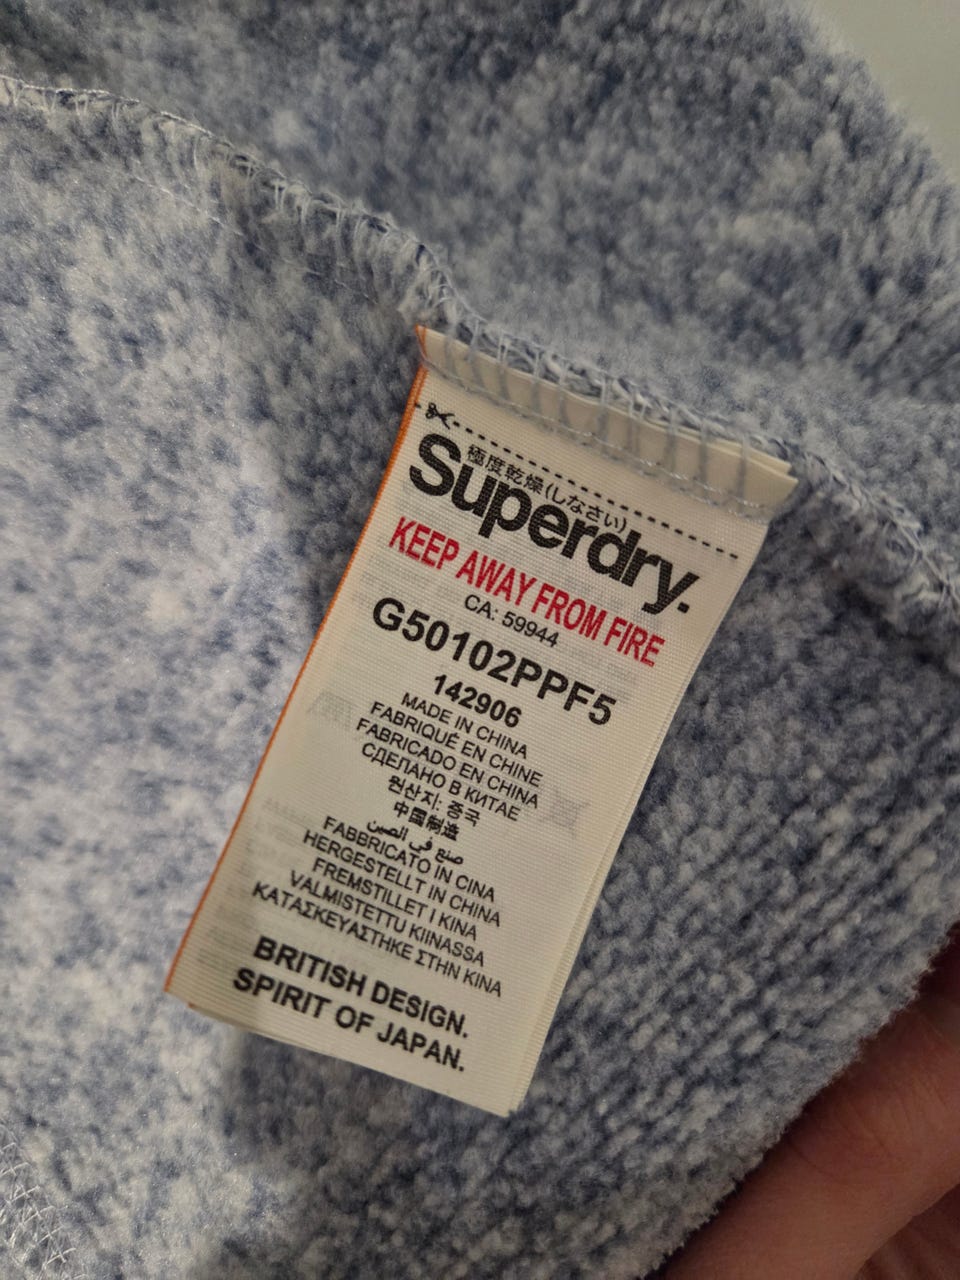 極度乾燥(しなさい)
Superdry.
KEEP AWAY FROM FIRE
CA: 59944
G50102PPF5
142906
MADE IN CHINA
FABRIQUÉ EN CHINE
FABRICADO EN CHINA
СДЕЛАНО В КИТАЕ
원산지: 중국
中国制造
صنع في الصين
FABBRICATO IN CINA
HERGESTELLT IN CHINA
FREMSTILLET I KINA
VALMISTETTU KIINASSA
ΚΑΤΑΣΚΕΥΑΣΤΗΚΕ ΣΤΗΝ ΚΙΝΑ
BRITISH DESIGN.
SPIRIT OF JAPAN.